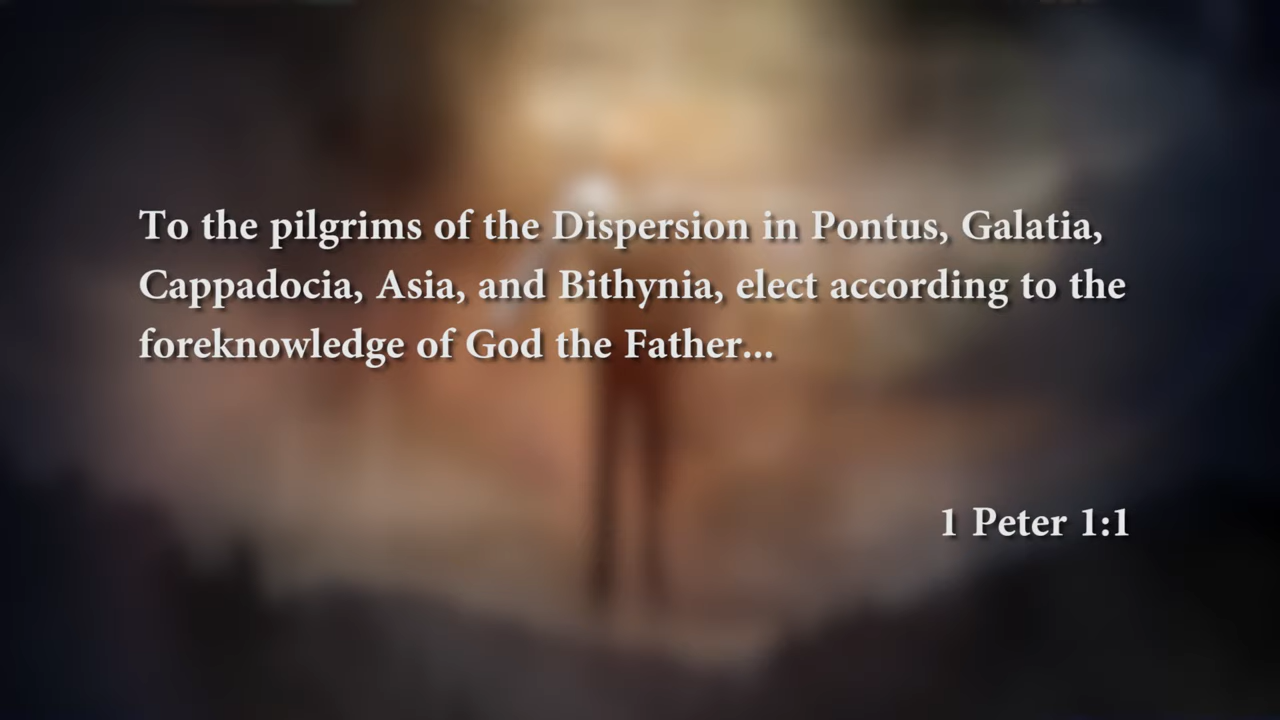 To the pilgrims of the Dispersion in Pontus, Galatia,
Cappadocia, Asia, and Bithynia, elect according to the
foreknowledge of God the Father...
1 Peter 1:1